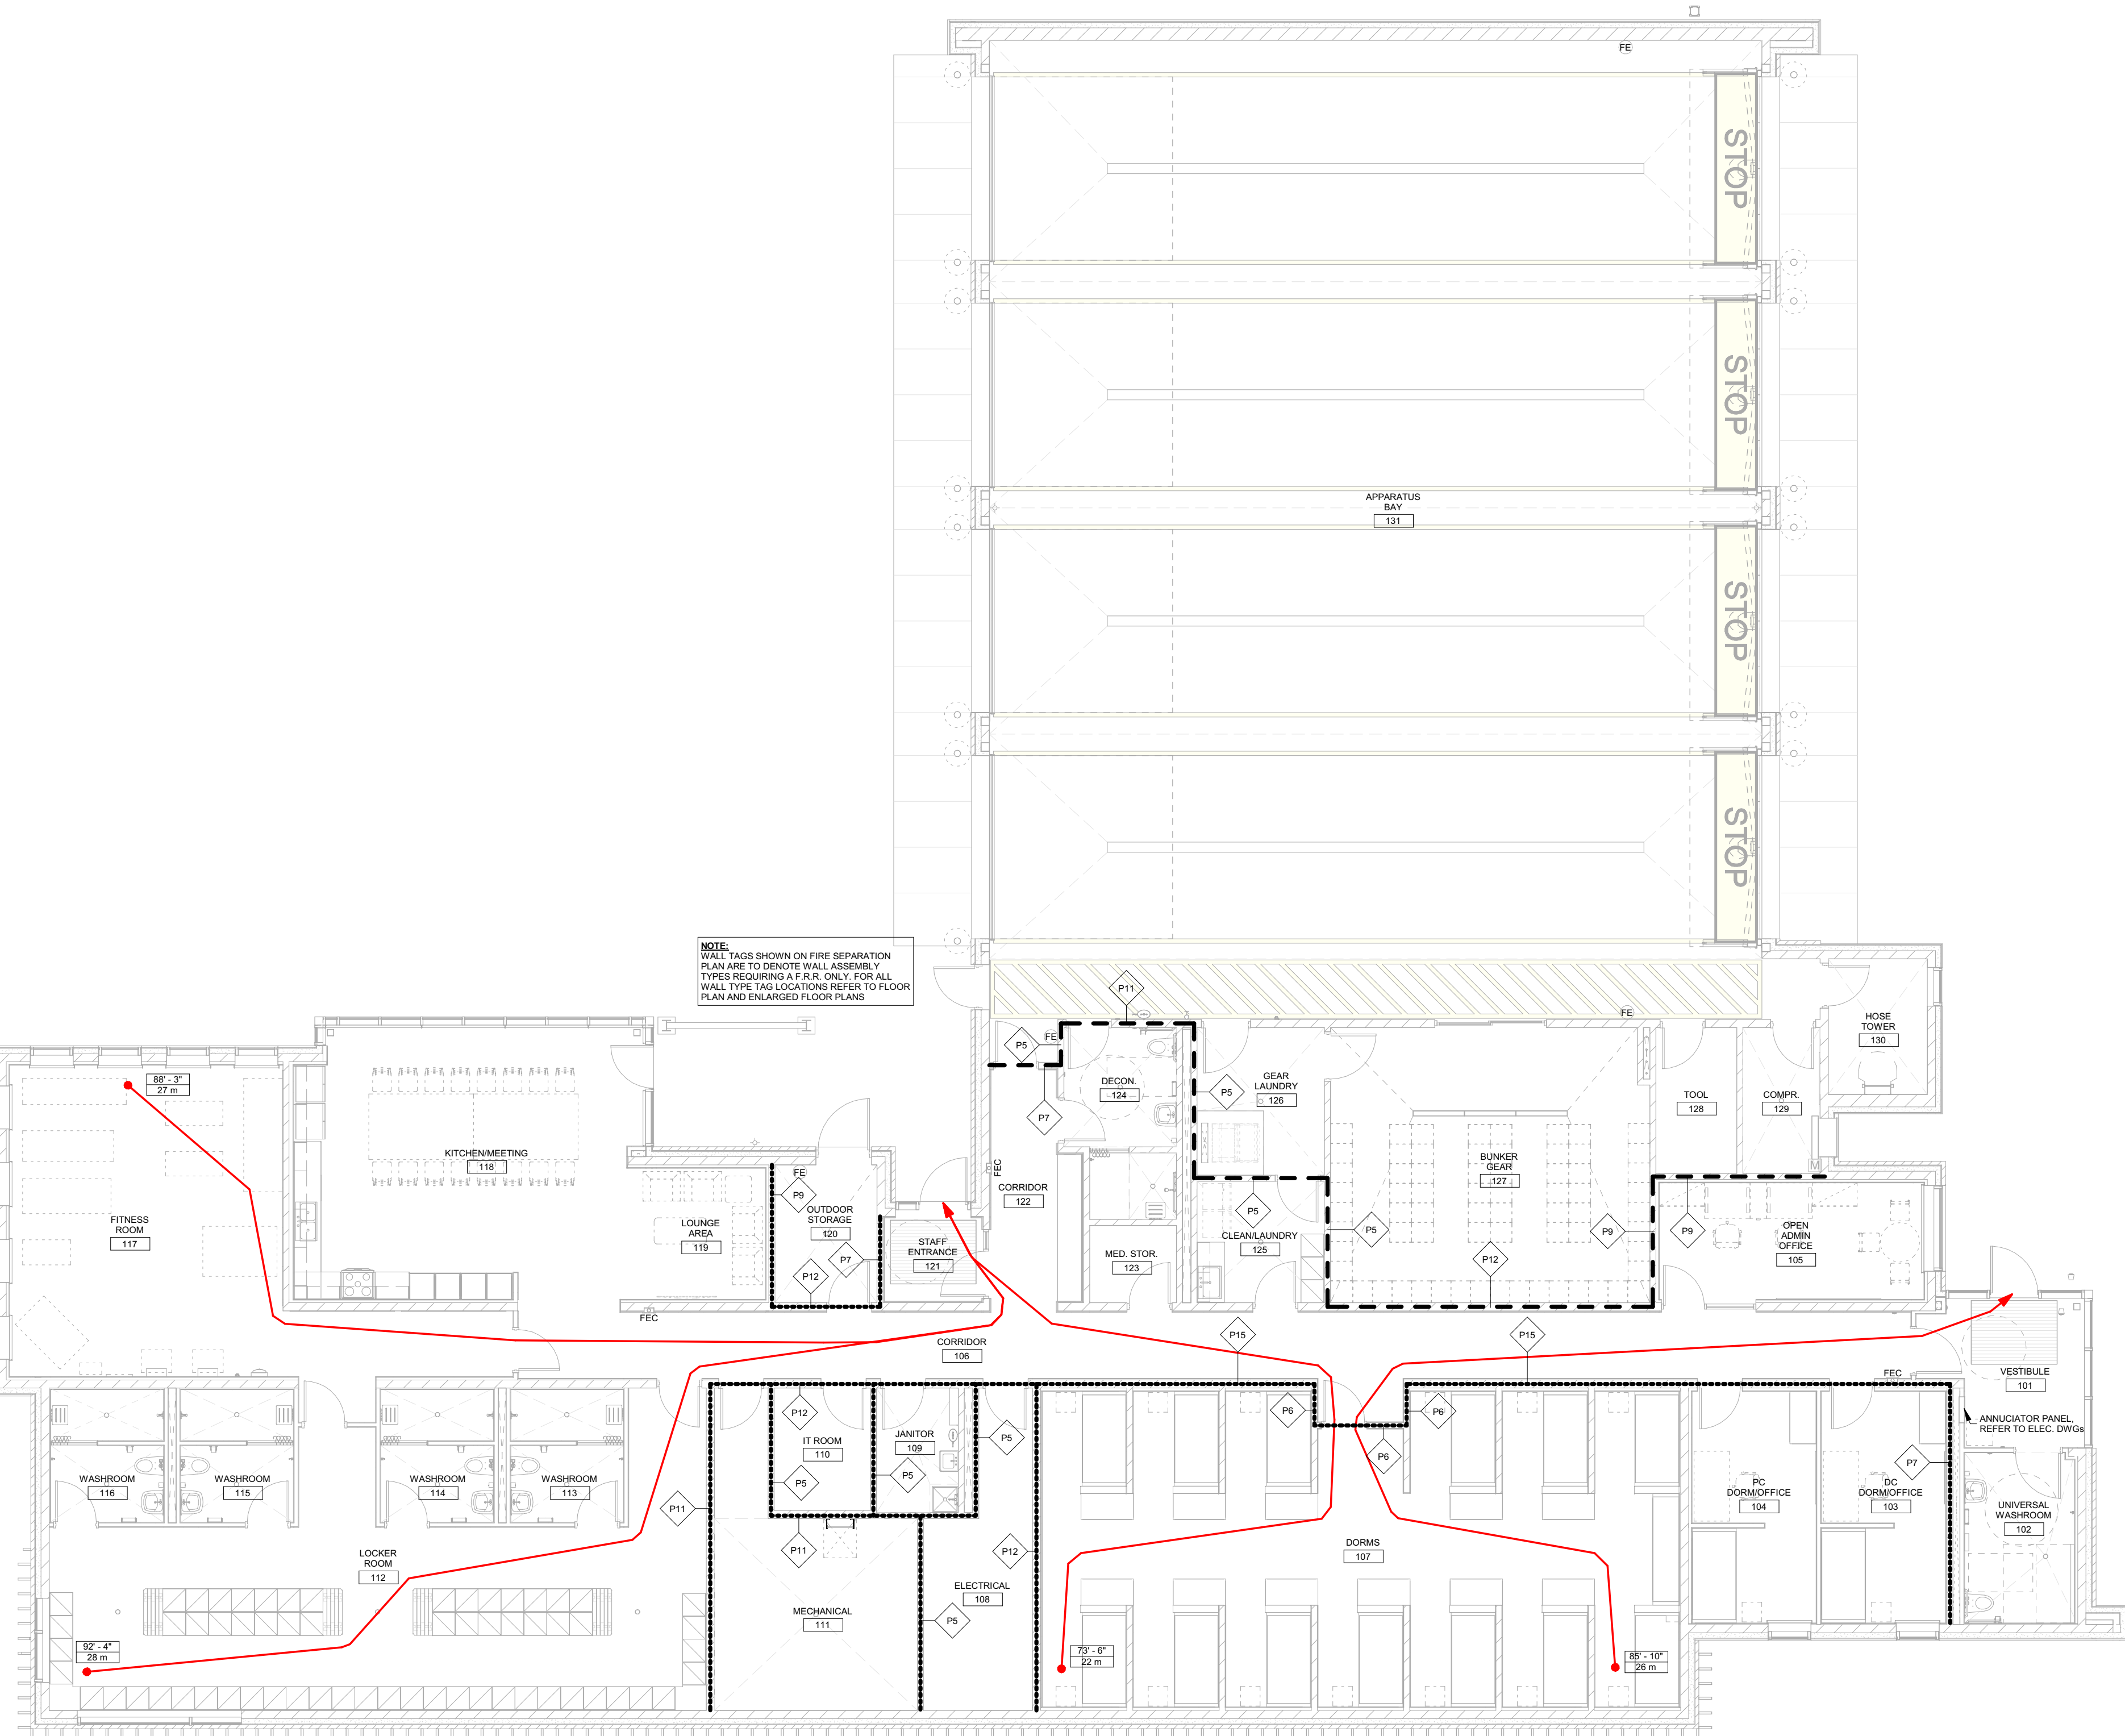 FE
STOP
STOP
APPARATUS
BAY
131
STOP
STOP
NOTE:
WALL TAGS SHOWN ON FIRE SEPARATION
PLAN ARE TO DENOTE WALL ASSEMBLY
TYPES REQUIRING A F.R.R. ONLY. FOR ALL
WALL TYPE TAG LOCATIONS REFER TO FLOOR
PLAN AND ENLARGED FLOOR PLANS
P11
FE
HOSE
TOWER
130
P5
FE
88' - 3"
27 m
DECON.
124
P7
GEAR
LAUNDRY
126
P5
TOOL
128
COMPR.
129
KITCHEN/MEETING
118
BUNKER
GEAR
127
M
FE
P9
FEC
CORRIDOR
122
OUTDOOR
STORAGE
120
FITNESS
ROOM
117
LOUNGE
AREA
119
P5
CLEAN/LAUNDRY
125
P5
P9
P9
OPEN
ADMIN
OFFICE
105
STAFF
ENTRANCE
121
P7
P12
MED. STOR.
123
P12
FEC
CORRIDOR
106
P15
P15
FEC
VESTIBULE
101
P12
P6
P6
P6
ANNUCIATOR PANEL,
REFER TO ELEC. DWGs
IT ROOM
110
JANITOR
109
P5
P5
P5
P7
WASHROOM
116
WASHROOM
115
WASHROOM
114
WASHROOM
113
PC
DORM/OFFICE
104
DC
DORM/OFFICE
103
P11
UNIVERSAL
WASHROOM
102
P11
P12
LOCKER
ROOM
112
DORMS
107
ELECTRICAL
108
MECHANICAL
111
P5
92' - 4"
28 m
73' - 6"
22 m
85' - 10"
26 m